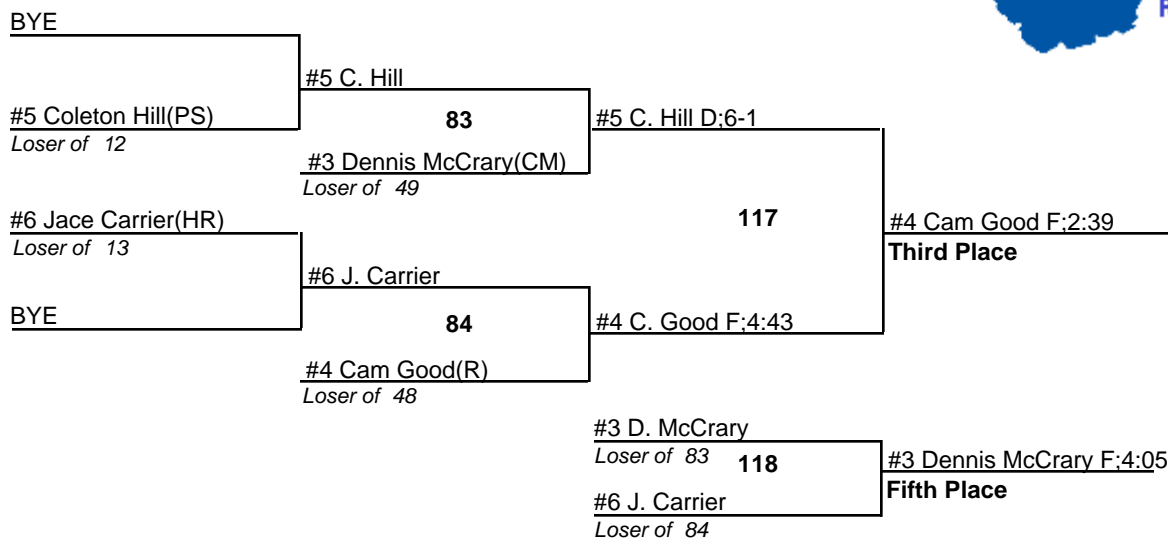 BYE
#5 C. Hill
#5 Coleton Hill(PS)
Loser of 12
83
#5 C. Hill D;6-1
#3 Dennis McCrary(CM)
Loser of 49
#6 Jace Carrier(HR)
Loser of 13
117
#4 Cam Good F;2:39
Third Place
#6 J. Carrier
BYE
84
#4 C. Good F;4:43
#4 Cam Good(R)
Loser of 48
#3 D. McCrary
Loser of 83
118
#3 Dennis McCrary F;4:05
Fifth Place
#6 J. Carrier
Loser of 84